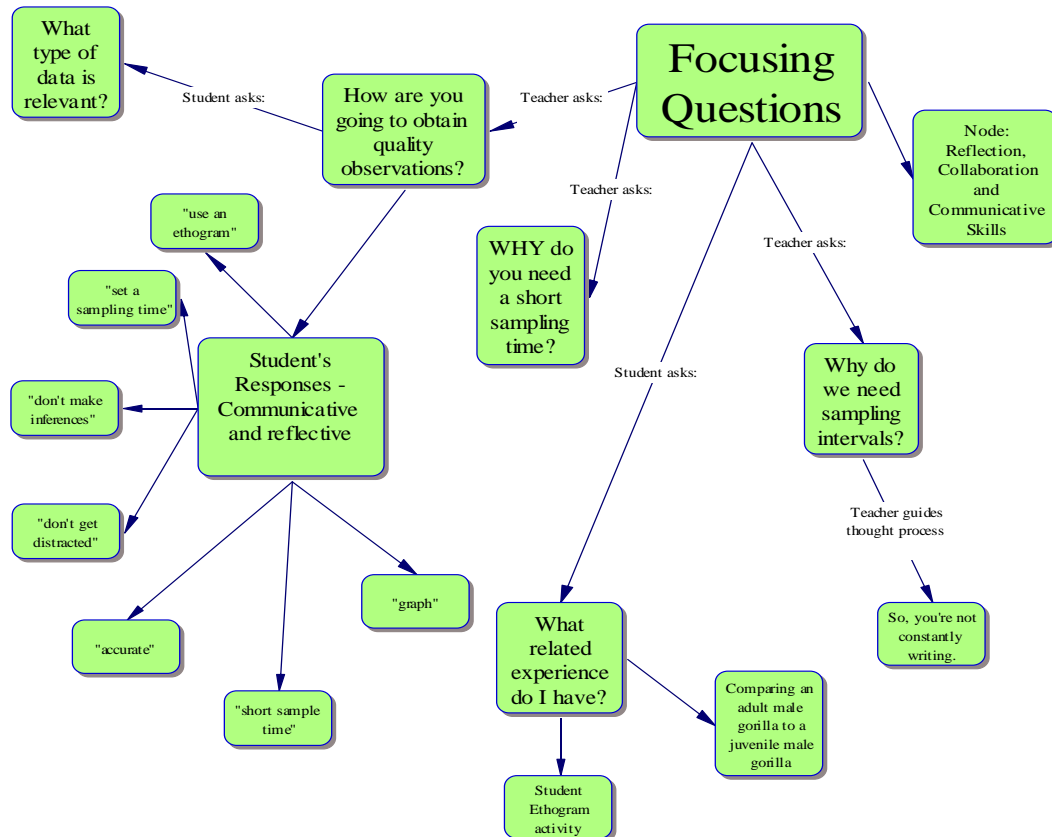 What
type of
data is
relevant?
Student asks:
How are you
going to obtain
quality
observations?
Teacher asks:
Focusing
Questions
Node:
Reflection,
Collaboration
and
Communicative
Skills
Teacher asks:
WHY do
you need
a short
sampling
time?
Teacher asks:
Why do
we need
sampling
intervals?
Teacher guides
thought process
So, you're not
constantly
writing.
"use an
ethogram"
"set a
sampling time"
"don't make
inferences"
"don't get
distracted"
Student's
Responses -
Communicative
and reflective
"accurate"
"short sample
time"
"graph"
Student asks:
What
related
experience
do I have?
Comparing an
adult male
gorilla to a
juvenile male
gorilla
Student
Ethogram
activity